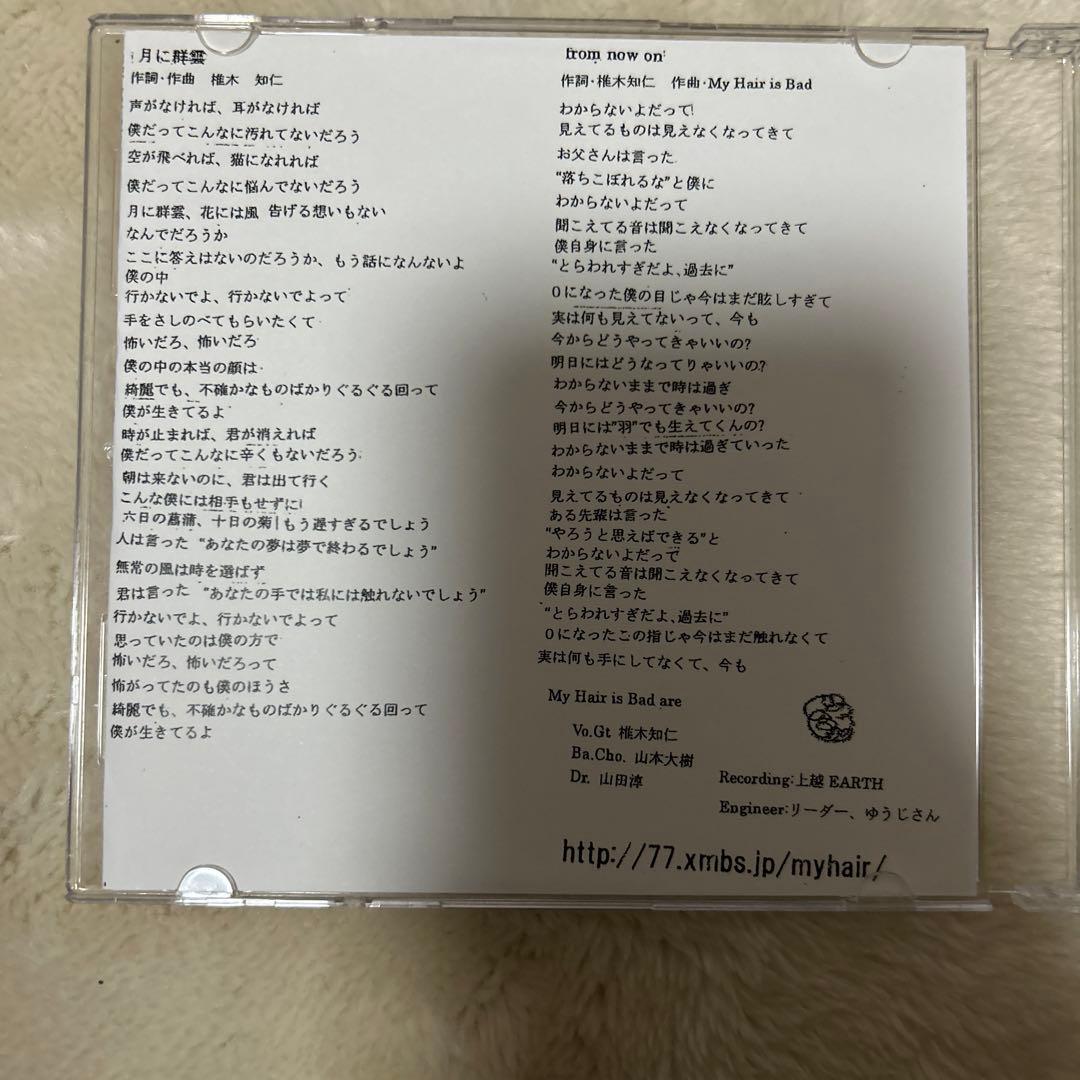 月に群雲
作詞・作曲 椎木 知仁
声がなければ、耳がなければ
僕だってこんなに汚れてないだろう
空が飛べれば、猫になれれば
僕だってこんなに悩んでないだろう
月に群雲、花には風 告げる想いもない
なんでだろうか
ここに答えはないのだろうか、もう話になんないよ
僕の中
行かないでよ、行かないでよって
手をさしのべてもらいたくて
怖いだろ、怖いだろ
僕の中の本当の顔は
綺麗でも、不確かなものばかりぐるぐる回って
僕が生きてるよ
時が止まれば、君が消えれば
僕だってこんなに辛くもないだろう
朝は来ないのに、君は出て行く
こんな僕には相手もせずに
六日の菖蒲、十日の菊 もう遅すぎるでしょう
人は言った “あなたの夢は夢で終わるでしょう”
無常の風は時を選ばず
君は言った “あなたの手では私には触れないでしょう”
行かないでよ、行かないでよって
思っていたのは僕の方で
怖いだろ、怖いだろって
怖がってたのも僕のほうさ
綺麗でも、不確かなものばかりぐるぐる回って
僕が生きてるよ
from now on
作詞・椎木知仁 作曲・My Hair is Bad
わからないよだって
見えてるものは見えなくなってきて
お父さんは言った
“落ちこぼれるな”と僕に
わからないよだって
聞こえてる音は聞こえなくなってきて
僕自身に言った
“とらわれすぎだよ、過去に”
0になった僕の目じゃ今はまだ眩しすぎて
実は何も見えてないって、今も
今からどうやってきゃいいの?
明日にはどうなってりゃいいの?
わからないままで時は過ぎ
今からどうやってきゃいいの?
明日には”羽”でも生えてくんの?
わからないままで時は過ぎていった
わからないよだって
見えてるものは見えなくなってきて
ある先輩は言った
“やろうと思えばできる”と
わからないよだって
聞こえてる音は聞こえなくなってきて
僕自身に言った
“とらわれすぎだよ、過去に”
0になったこの指じゃ今はまだ触れなくて
実は何も手にしてなくて、今も
My Hair is Bad are
Vo.Gt 椎木知仁
Ba.Cho. 山本大樹
Dr. 山田淳
Recording:上越 EARTH
Engineer:リーダー、ゆうじさん
http://77.xmbs.jp/myhair/